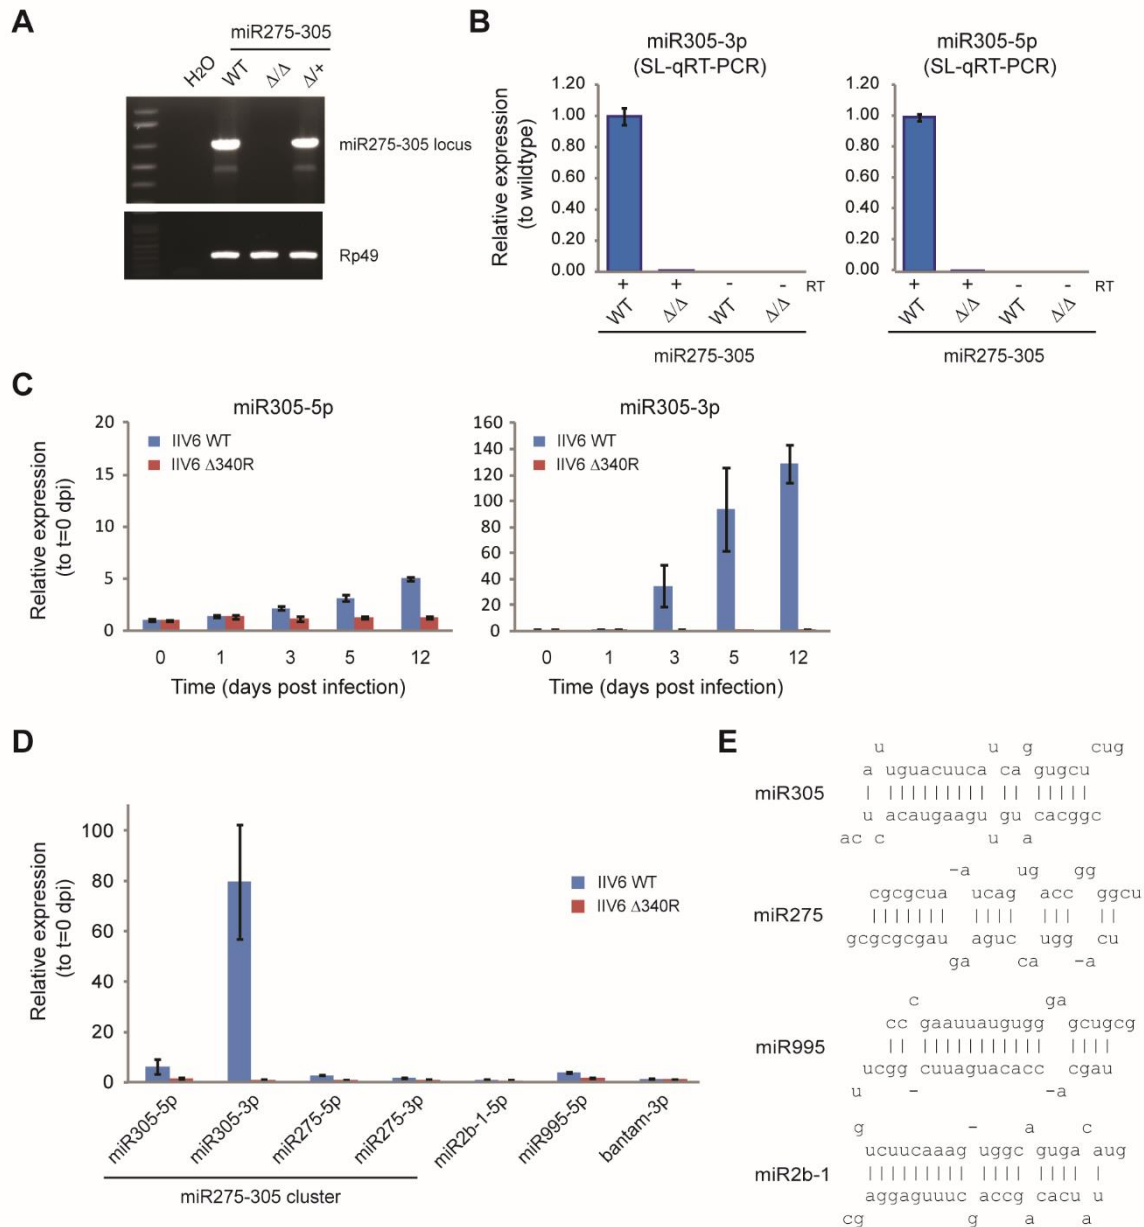 A
miR275-305
H2O WT Δ/Δ Δ/+
miR275-305 locus
Rp49
B
miR305-3p
(SL-qRT-PCR)
Relative expression
(to wildtype)
1.20
1.00
0.80
0.60
0.40
0.20
0.00
+ + - - RT
WT Δ/Δ WT Δ/Δ
miR275-305
miR305-5p
(SL-qRT-PCR)
1.20
1.00
0.80
0.60
0.40
0.20
0.00
+ + - - RT
WT Δ/Δ WT Δ/Δ
miR275-305
C
miR305-5p
Relative expression
(to t=0 dpi)
20
15
10
5
0
IIV6 WT
IIV6 Δ340R
0 1 3 5 12
Time (days post infection)
miR305-3p
160
140
120
100
80
60
40
20
0
IIV6 WT
IIV6 Δ340R
0 1 3 5 12
Time (days post infection)
D
Relative expression
(to t=0 dpi)
100
80
60
40
20
0
IIV6 WT
IIV6 Δ340R
miR305-5p miR305-3p miR275-5p miR275-3p miR2b-1-5p miR995-5p bantam-3p
miR275-305 cluster
E
miR305
u u g cug
a uguacuuca ca gugcu
u acaugaagu gu cacggc
ac c u a
miR275
-a ug gg
cgcgcua ucag acc ggcu
gcgcgcgau aguc ugg cu
ga ca -a
miR995
c ga
cc gaauuaugugg gcugcg
ucgg cuuaguacacc cgau
u - -a
miR2b-1
g - a c
ucuucaaag uggc guga aug
aggaguuuc accg cacu u
cg g a a